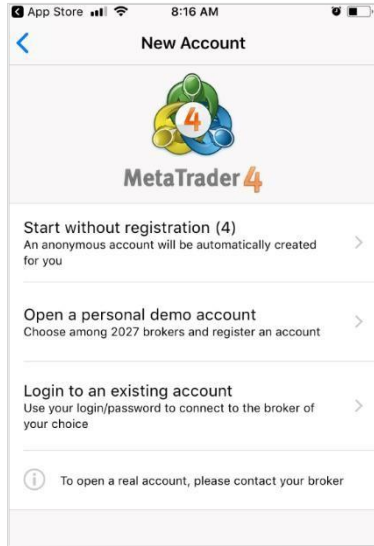 App Store 8:16 AM
New Account
4
MetaTrader 4
Start without registration (4)
An anonymous account will be automatically created
for you
Open a personal demo account
Choose among 2027 brokers and register an account
Login to an existing account
Use your login/password to connect to the broker of
your choice
i To open a real account, please contact your broker